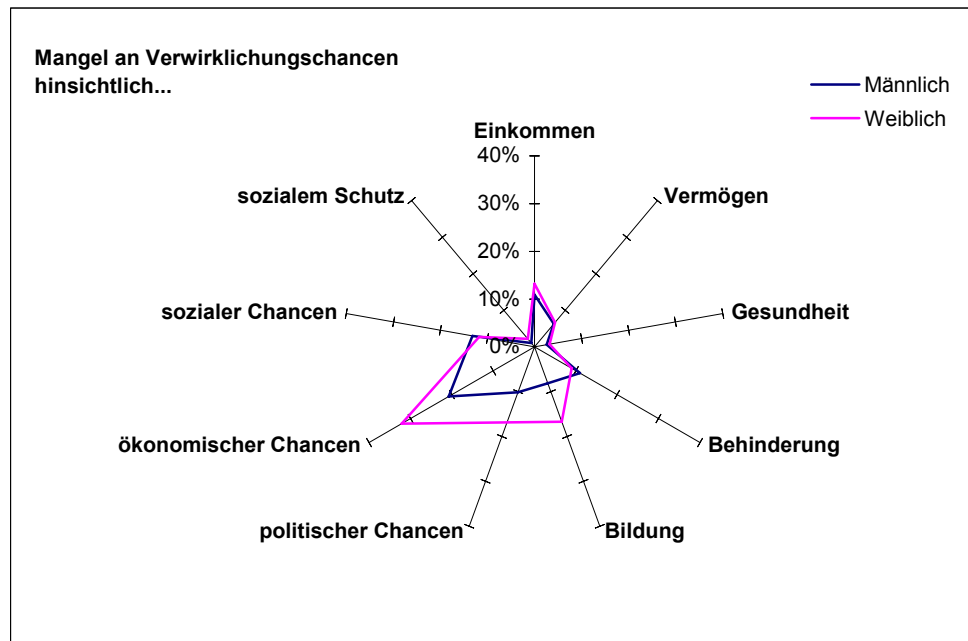 Mangel an Verwirklichungschancen
hinsichtlich...
Männlich
Weiblich
Einkommen
40%
30%
20%
10%
0%
sozialem Schutz
Vermögen
sozialer Chancen
Gesundheit
ökonomischer Chancen
Behinderung
politischer Chancen
Bildung